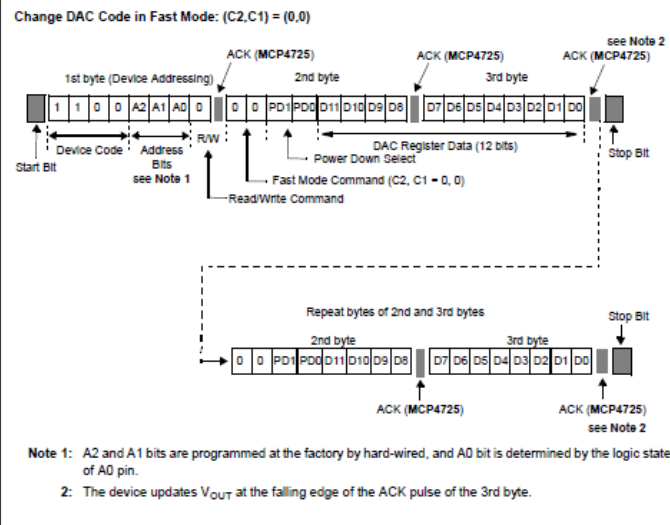 Change DAC Code in Fast Mode: (C2,C1) = (0,0)
see Note 2
ACK (MCP4725) ACK (MCP4725) ACK (MCP4725)
1st byte (Device Addressing) 2nd byte 3rd byte
1 1 0 0 A2 A1 A0 0 0 0 PD1 PD0 D11 D10 D9 D8 D7 D6 D5 D4 D3 D2 D1 D0
R/W
Device Code Address Bits see Note 1 DAC Register Data (12 bits)
Start Bit Power Down Select Stop Bit
Fast Mode Command (C2, C1 = 0, 0)
Read/Write Command
Repeat bytes of 2nd and 3rd bytes Stop Bit
2nd byte 3rd byte
0 0 PD1 PD0 D11 D10 D9 D8 D7 D6 D5 D4 D3 D2 D1 D0
ACK (MCP4725) ACK (MCP4725)
see Note 2
Note 1: A2 and A1 bits are programmed at the factory by hard-wired, and A0 bit is determined by the logic state
of A0 pin.
2: The device updates VOUT at the falling edge of the ACK pulse of the 3rd byte.